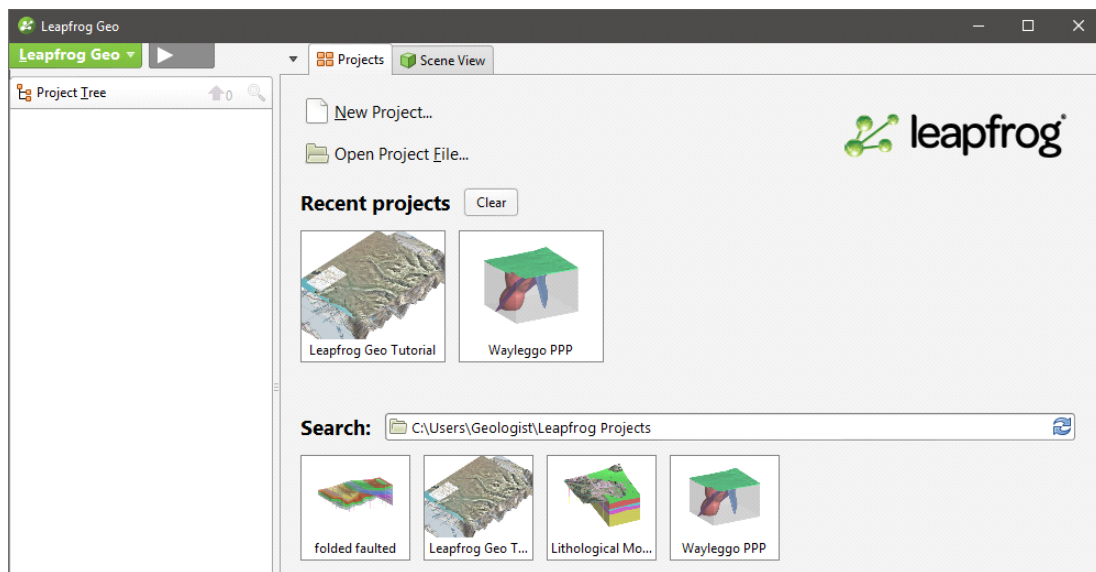 Leapfrog Geo
Leapfrog Geo
Projects
Scene View
Project Tree
0
New Project...
Open Project File...
leapfrog®
Recent projects
Clear
Leapfrog Geo Tutorial
Wayleggo PPP
Search:
C:\Users\Geologist\Leapfrog Projects
folded faulted
Leapfrog Geo T...
Lithological Mo...
Wayleggo PPP